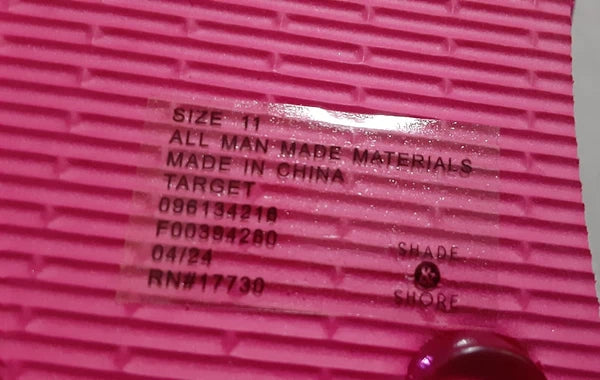 SIZE 11
ALL MAN MADE MATERIALS
MADE IN CHINA
TARGET
096134218
F00394280
04/24
RN#17730
SHADE
SHORE